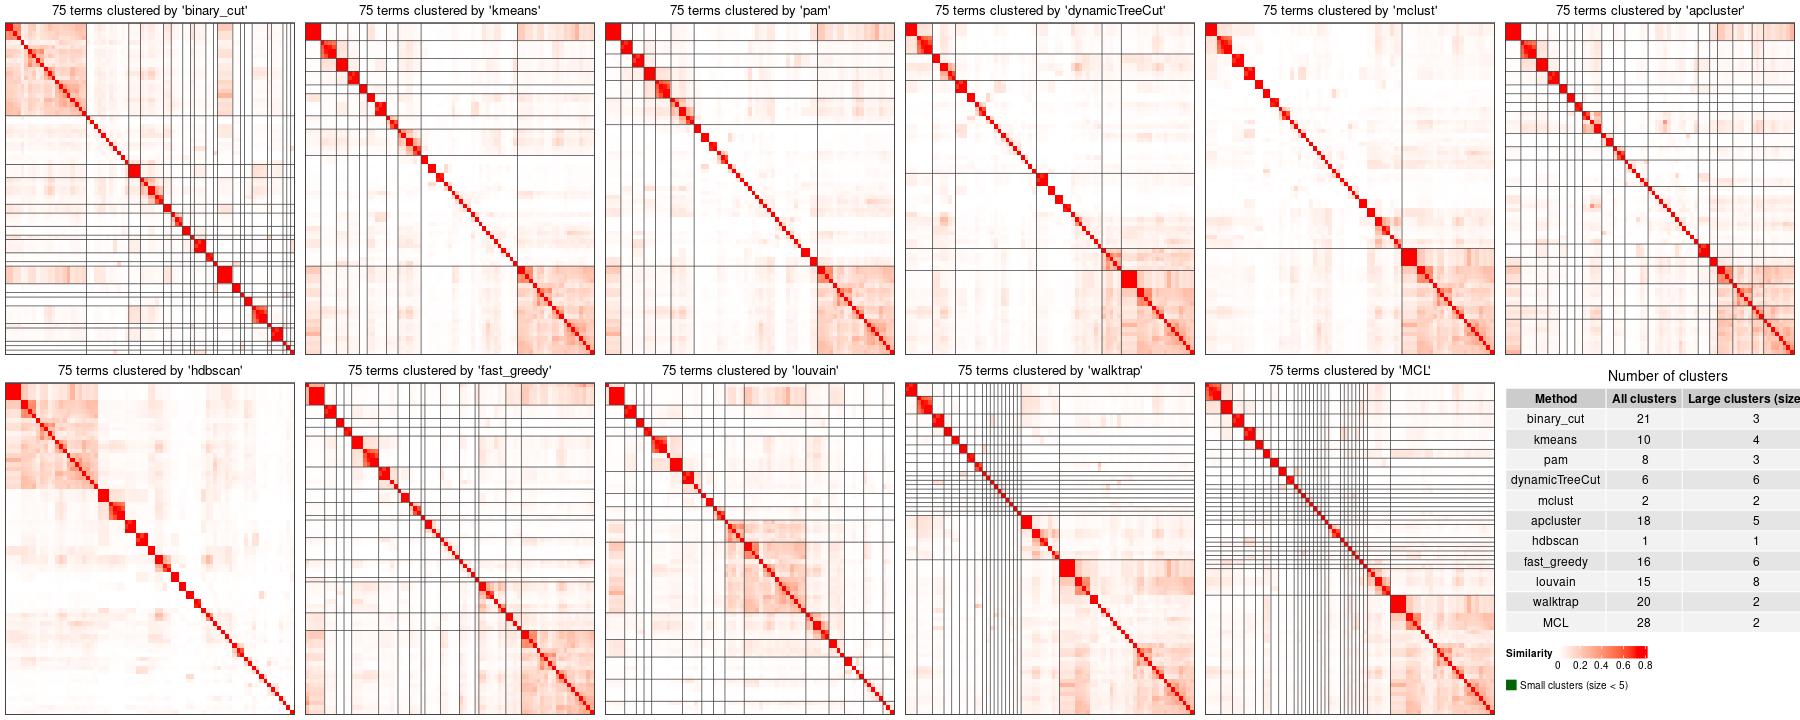 75 terms clustered by 'binary_cut'
75 terms clustered by 'kmeans'
75 terms clustered by 'pam'
75 terms clustered by 'dynamicTreeCut'
75 terms clustered by 'mclust'
75 terms clustered by 'apcluster'
75 terms clustered by 'hdbscan'
75 terms clustered by 'fast_greedy'
75 terms clustered by 'louvain'
75 terms clustered by 'walktrap'
75 terms clustered by 'MCL'
Number of clusters
Method All clusters Large clusters (size
binary_cut 21 3
kmeans 10 4
pam 8 3
dynamicTreeCut 6 6
mclust 2 2
apcluster 18 5
hdbscan 1 1
fast_greedy 16 6
louvain 15 8
walktrap 20 2
MCL 28 2
Similarity
0 0.2 0.4 0.6 0.8
Small clusters (size < 5)